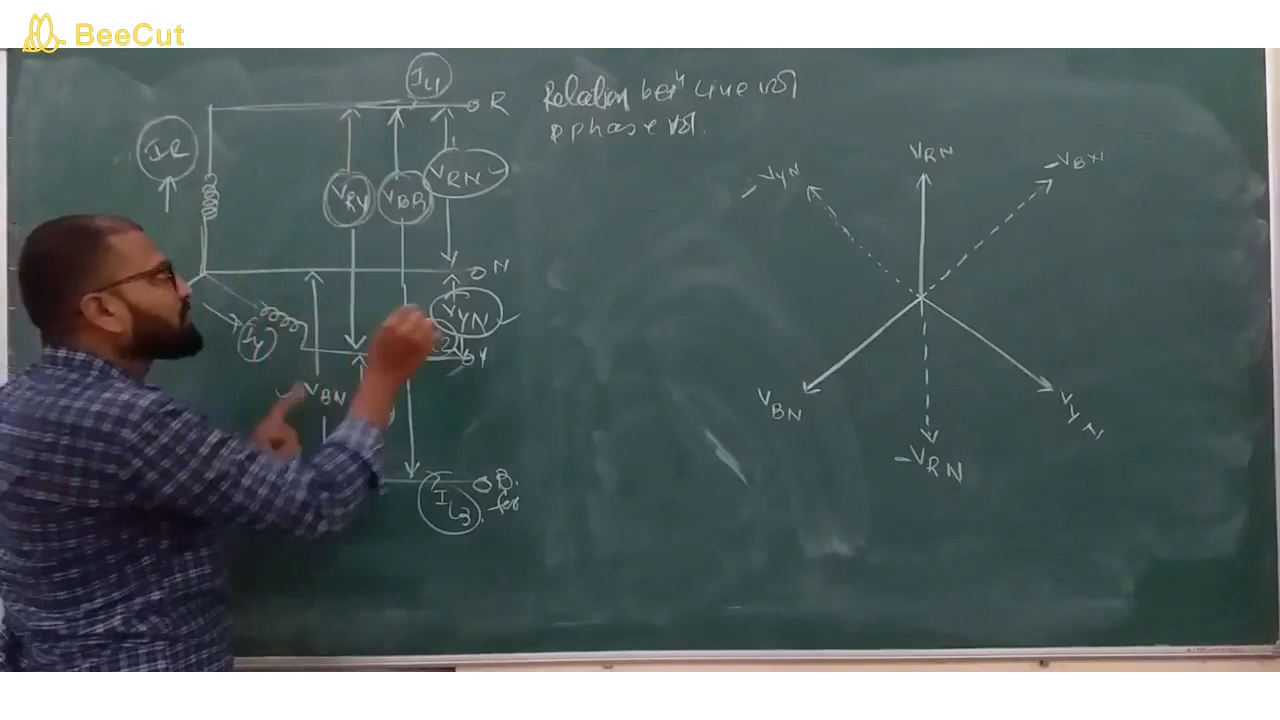 BeeCut
Relation betn Line vol
& phase vol.
IL1
R
IR
VRY
VBR
VRN
N
VYN
IY
Y
VBN
IL3
B.
VRN
-VYN
-VBN
VBN
VYN
-VRN